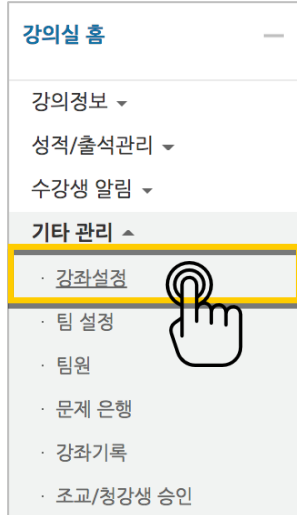 강의실 홈
강의정보
성적/출석관리
수강생 알림
기타 관리
· 강좌설정
· 팀 설정
· 팀원
· 문제 은행
· 강좌기록
· 조교/청강생 승인